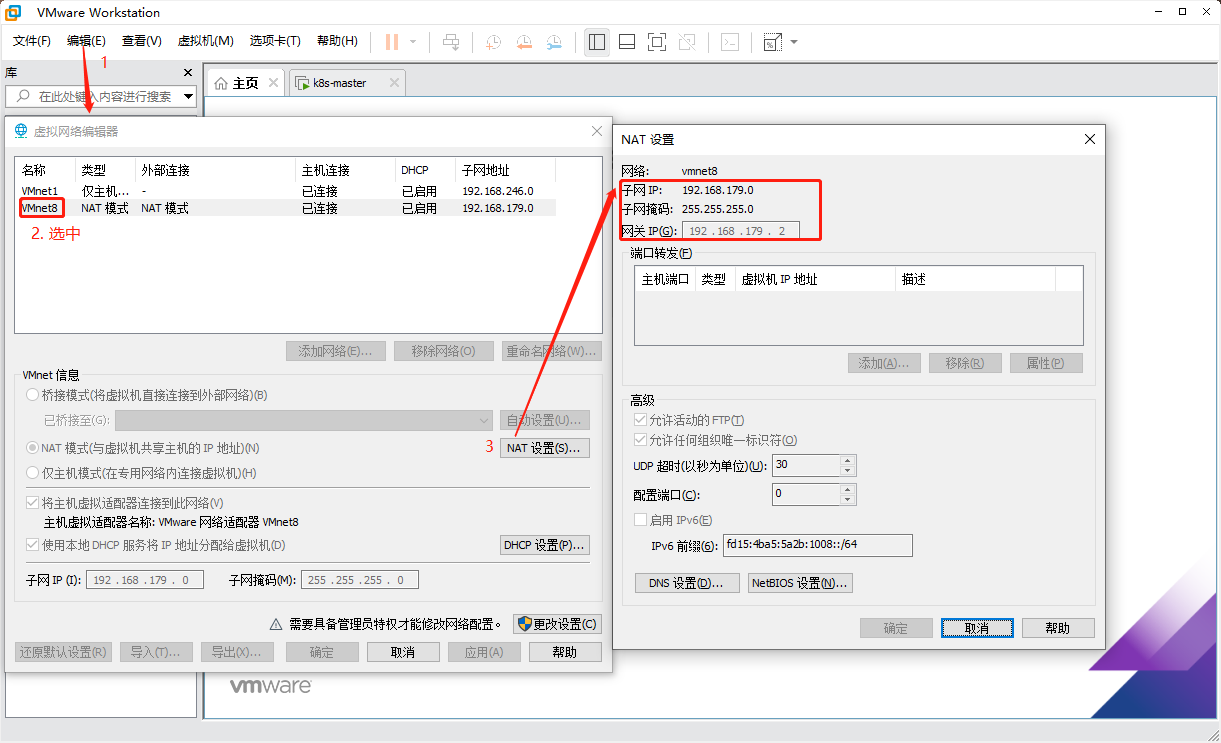 VMware Workstation
文件(F) 编辑(E) 查看(V) 虚拟机(M) 选项卡(T) 帮助(H)
1
库
在此处键入内容进行搜索
主页
k8s-master
虚拟网络编辑器
名称 类型 外部连接 主机连接 DHCP 子网地址
VMnet1 仅主机... - 已连接 已启用 192.168.246.0
VMnet8 NAT 模式 NAT 模式 已连接 已启用 192.168.179.0
2. 选中
添加网络(E)... 移除网络(O) 重命名网络(W)...
VMnet 信息
桥接模式(将虚拟机直接连接到外部网络)(B)
已桥接至(G): 自动设置(U)...
NAT 模式(与虚拟机共享主机的 IP 地址)(N) 3 NAT 设置(S)...
仅主机模式(在专用网络内连接虚拟机)(H)
将主机虚拟适配器连接到此网络(V)
主机虚拟适配器名称: VMware 网络适配器 VMnet8
使用本地 DHCP 服务将 IP 地址分配给虚拟机(D) DHCP 设置(P)...
子网 IP (I): 192 . 168 . 179 . 0 子网掩码(M): 255 . 255 . 255 . 0
需要具备管理员特权才能修改网络配置。 更改设置(C)
还原默认设置(R) 导入(T)... 导出(X)... 确定 取消 应用(A) 帮助
NAT 设置
网络: vmnet8
子网 IP: 192.168.179.0
子网掩码: 255.255.255.0
网关 IP(G): 192 . 168 . 179 . 2
端口转发(F)
主机端口 类型 虚拟机 IP 地址 描述
添加(A)... 移除(R) 属性(P)
高级
允许活动的 FTP(T)
允许任何组织唯一标识符(O)
UDP 超时(以秒为单位)(U): 30
配置端口(C): 0
启用 IPv6(E)
IPv6 前缀(6): fd15:4ba5:5a2b:1008::/64
DNS 设置(D)... NetBIOS 设置(N)...
确定 取消 帮助
vmware